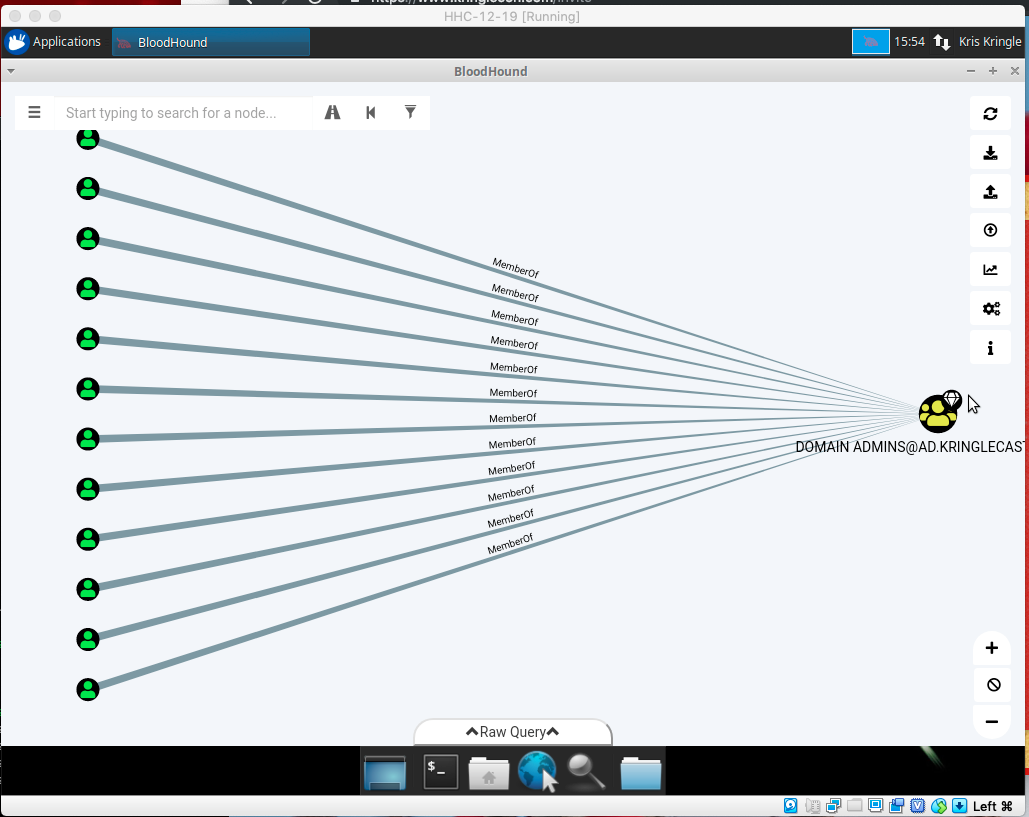 HHC-12-19 [Running]
Applications
BloodHound
15:54
Kris Kringle
BloodHound
Start typing to search for a node...
MemberOf
MemberOf
MemberOf
MemberOf
MemberOf
MemberOf
MemberOf
MemberOf
MemberOf
MemberOf
MemberOf
MemberOf
DOMAIN ADMINS@AD.KRINGLECAST
Raw Query
$_
Left ⌘